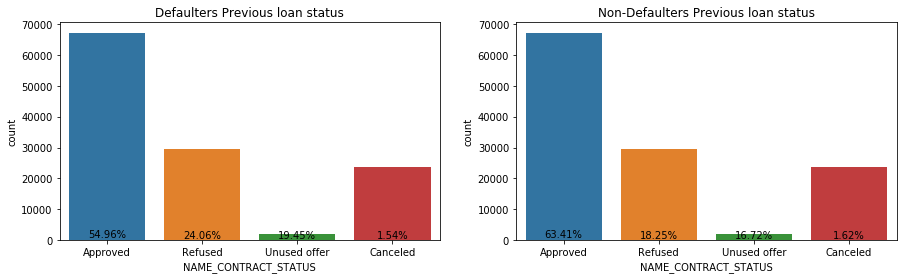 Defaulters Previous loan status
70000
60000
50000
40000
30000
20000
10000
0
count
54.96% 24.06% 19.45% 1.54%
Approved Refused Unused offer Canceled
NAME_CONTRACT_STATUS
Non-Defaulters Previous loan status
70000
60000
50000
40000
30000
20000
10000
0
count
63.41% 18.25% 16.72% 1.62%
Approved Refused Unused offer Canceled
NAME_CONTRACT_STATUS